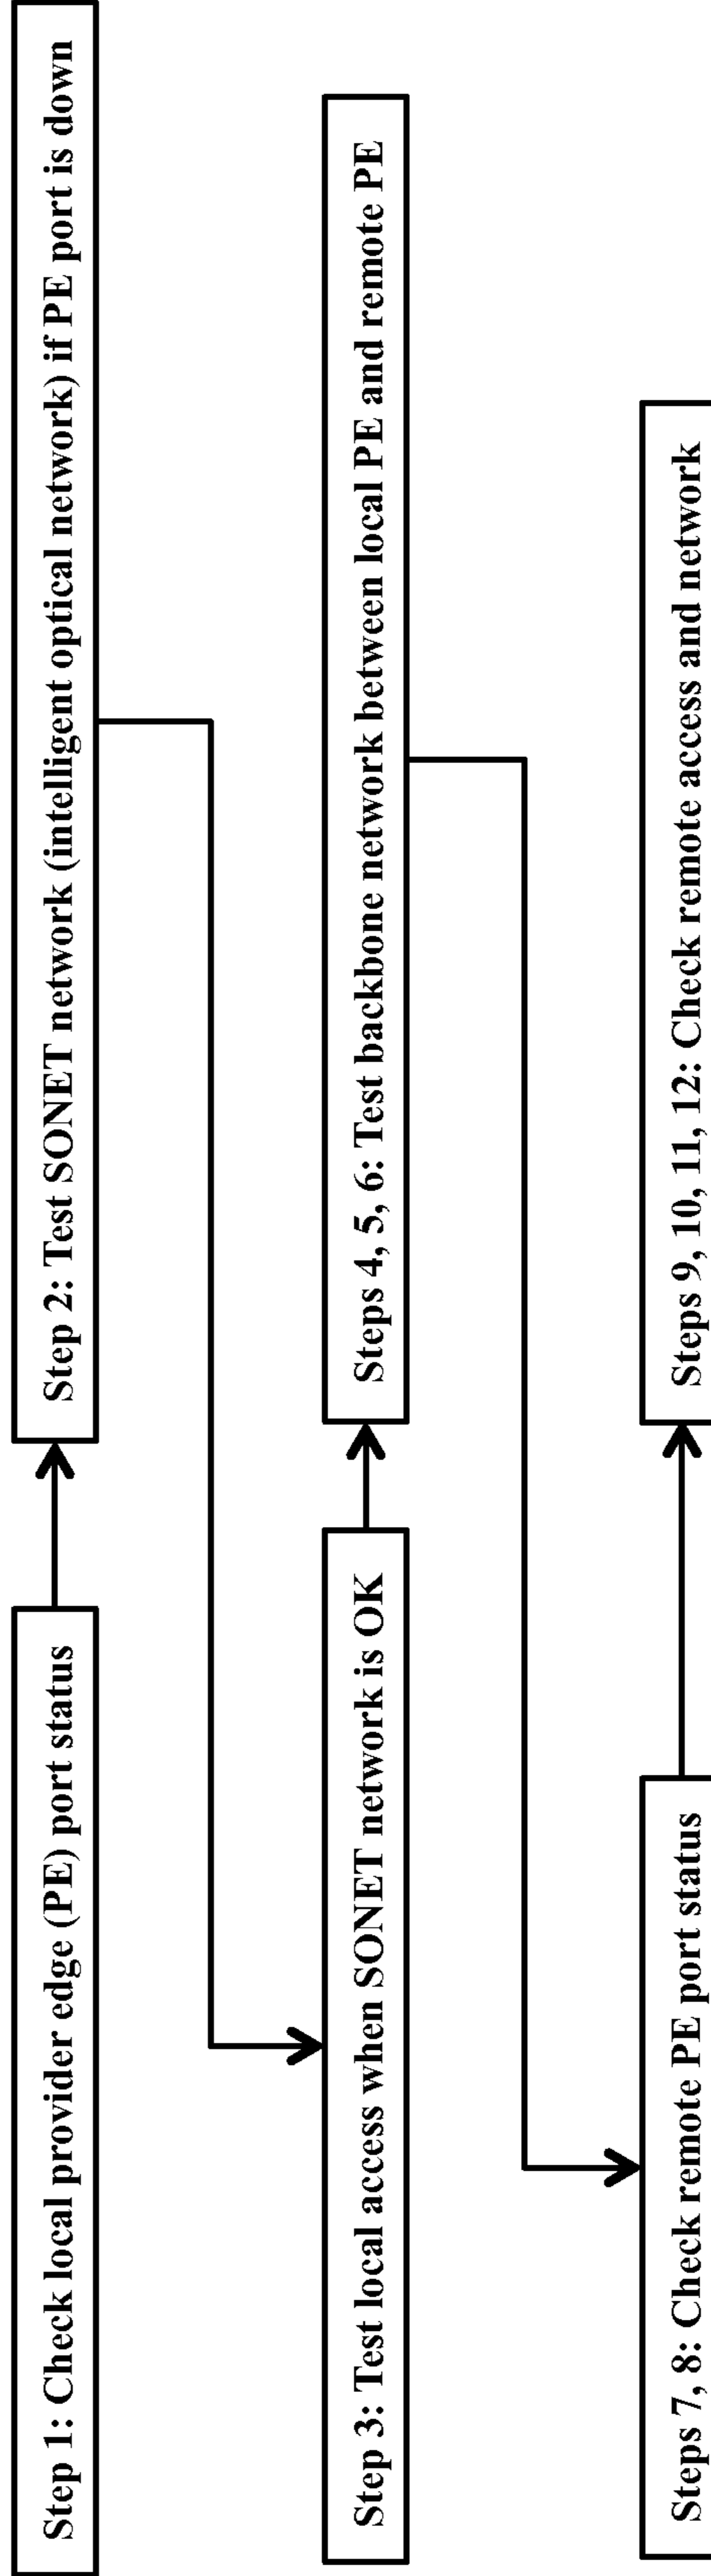 Step 1: Check local provider edge (PE) port status
Step 2: Test SONET network (intelligent optical network) if PE port is down
Step 3: Test local access when SONET network is OK
Steps 4, 5, 6: Test backbone network between local PE and remote PE
Steps 7, 8: Check remote PE port status
Steps 9, 10, 11, 12: Check remote access and network